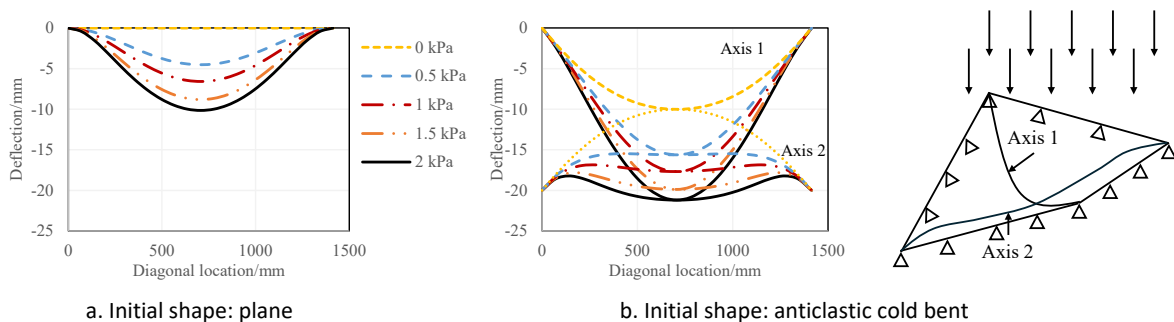 0
-5
-10
-15
-20
-25
Deflection/mm
0 500 1000 1500
Diagonal location/mm
0 kPa
0.5 kPa
1 kPa
1.5 kPa
2 kPa
a. Initial shape: plane
0
-5
-10
-15
-20
-25
Deflection/mm
Axis 1
Axis 2
0 500 1000 1500
Diagonal location/mm
Axis 1
Axis 2
b. Initial shape: anticlastic cold bent